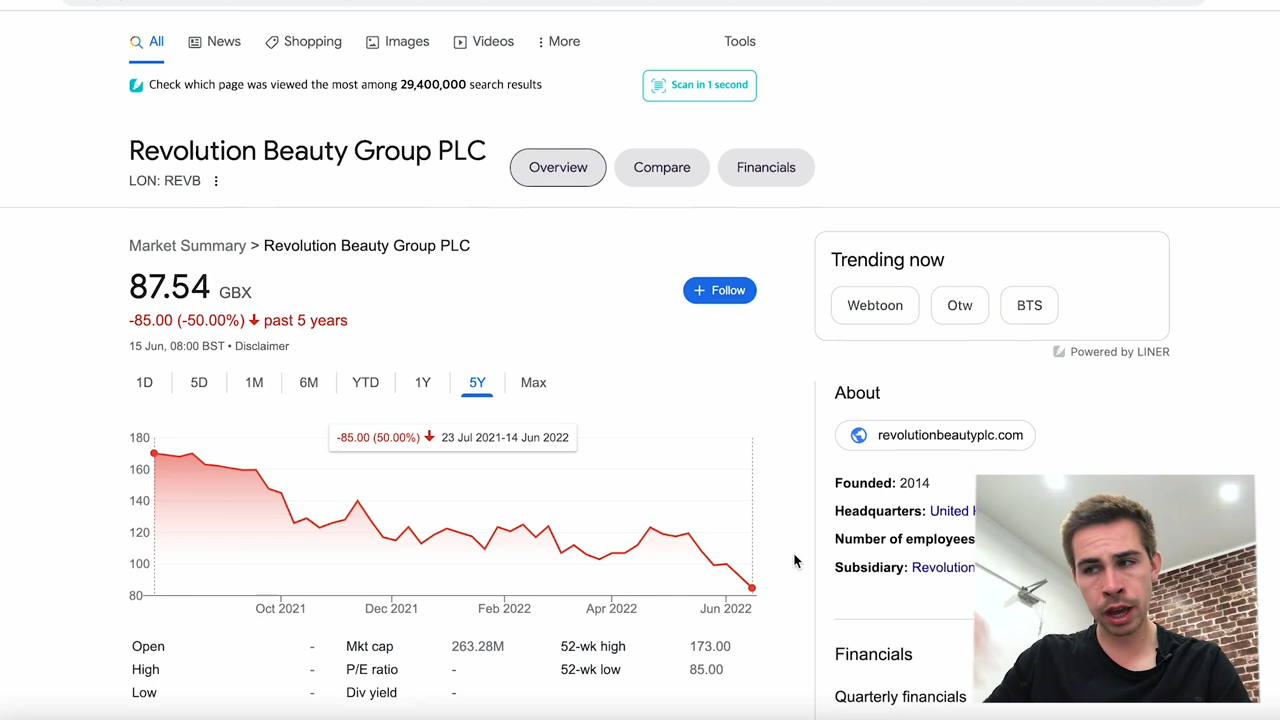 All News Shopping Images Videos More Tools
Check which page was viewed the most among 29,400,000 search results Scan in 1 second
Revolution Beauty Group PLC
LON: REVB
Overview Compare Financials
Market Summary > Revolution Beauty Group PLC
87.54 GBX
+ Follow
-85.00 (-50.00%) past 5 years
15 Jun, 08:00 BST • Disclaimer
1D 5D 1M 6M YTD 1Y 5Y Max
-85.00 (50.00%) 23 Jul 2021-14 Jun 2022
180
160
140
120
100
80
Oct 2021 Dec 2021 Feb 2022 Apr 2022 Jun 2022
Open - Mkt cap 263.28M 52-wk high 173.00
High - P/E ratio - 52-wk low 85.00
Low - Div yield -
Trending now
Webtoon Otw BTS
Powered by LINER
About
revolutionbeautyplc.com
Founded: 2014
Headquarters: United
Number of employees
Subsidiary: Revolution
Financials
Quarterly financials